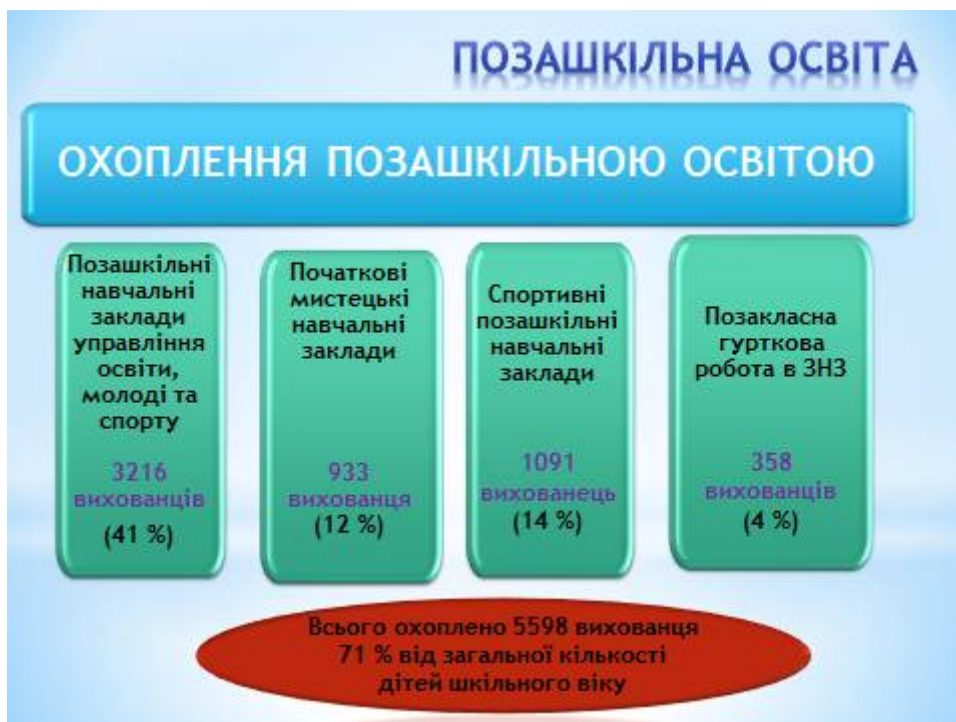 ПОЗАШКІЛЬНА ОСВІТА
ОХОПЛЕННЯ ПОЗАШКІЛЬНОЮ ОСВІТОЮ
Позашкільні
навчальні
заклади
управління
освіти,
молоді та
спорту
3216
вихованців
(41 %)
Початкові
мистецькі
навчальні
заклади
933
вихованця
(12 %)
Спортивні
позашкільні
навчальні
заклади
1091
вихованець
(14 %)
Позакласна
гурткова
робота в ЗНЗ
358
вихованців
(4 %)
Всього охоплено 5598 вихованця
71 % від загальної кількості
дітей шкільного віку